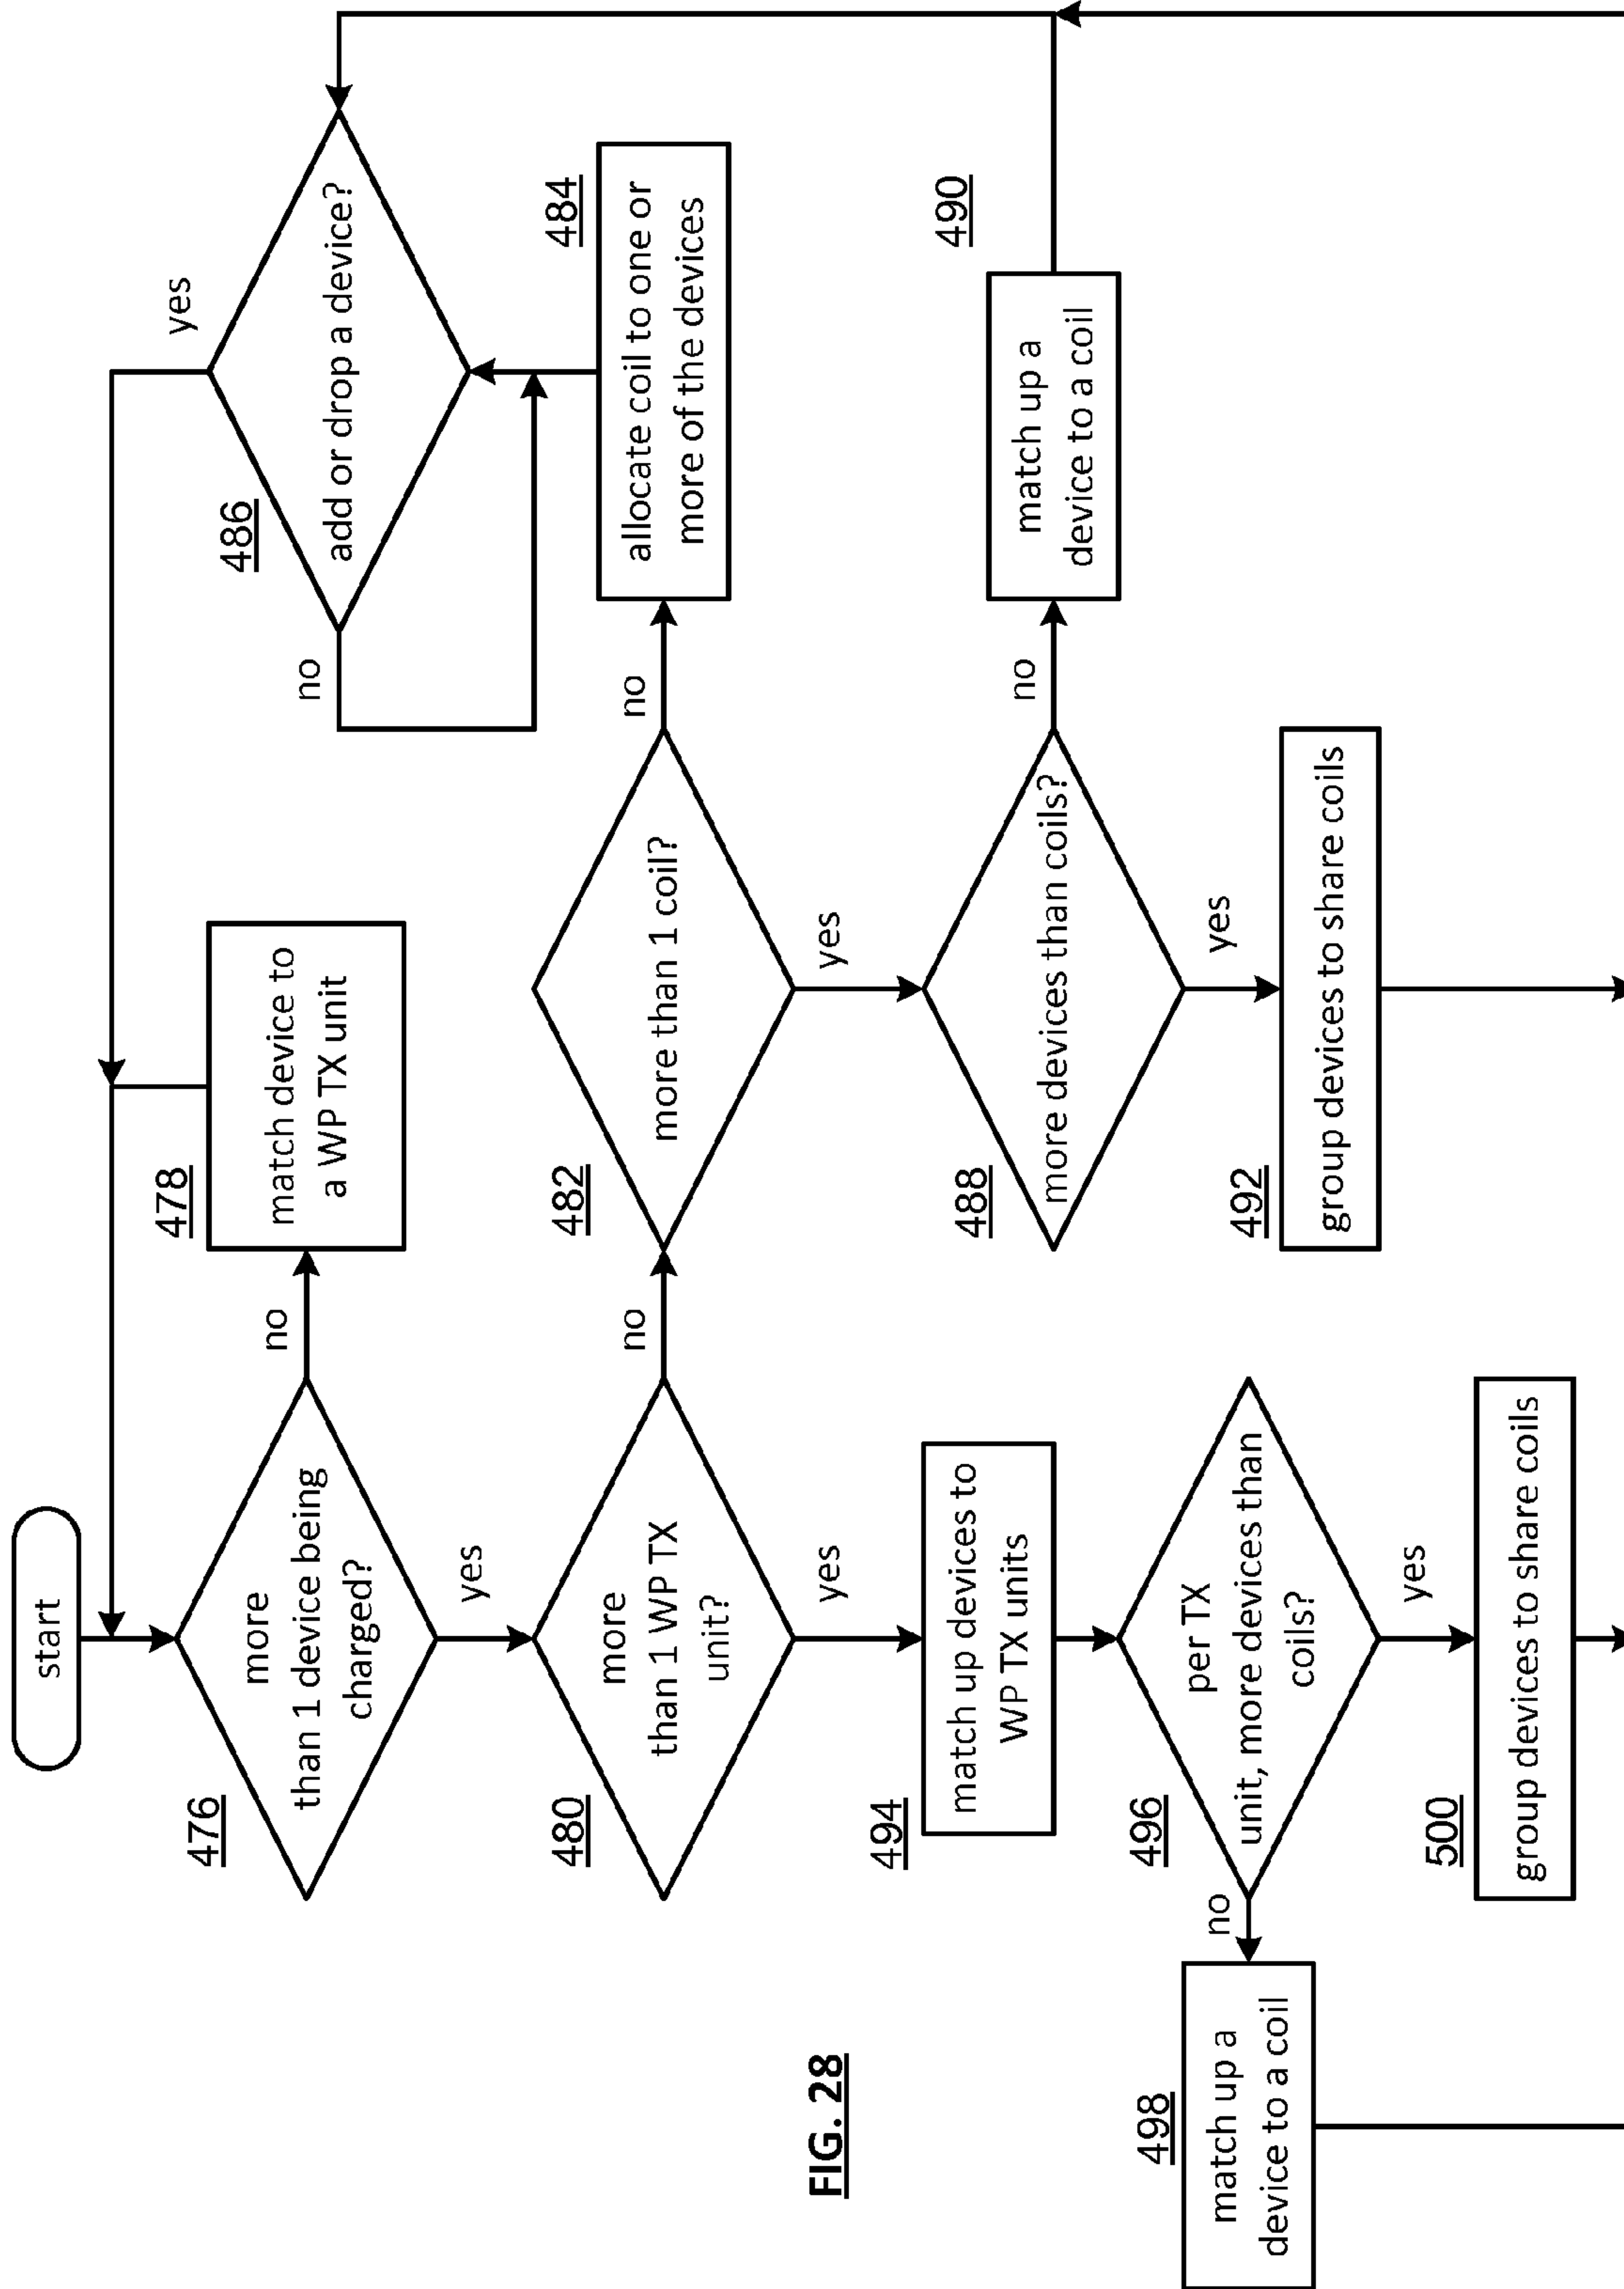 start
476
more
than 1 device being
charged?
no
478
match device to
a WP TX unit
yes
480
more
than 1 WP TX
unit?
no
482
more than 1 coil?
no
484
allocate coil to one or
more of the devices
486
add or drop a device?
yes
no
yes
488
more devices than coils?
no
490
match up a
device to a coil
yes
492
group devices to share coils
yes
494
match up devices to
WP TX units
496
per TX
unit, more devices than
coils?
no
498
match up a
device to a coil
yes
500
group devices to share coils
FIG. 28